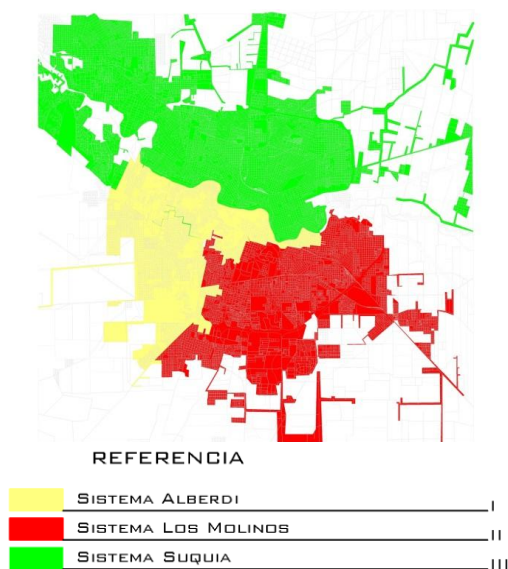 REFERENCIA
SISTEMA ALBERDI I
SISTEMA LOS MOLINOS II
SISTEMA SUQUIA III